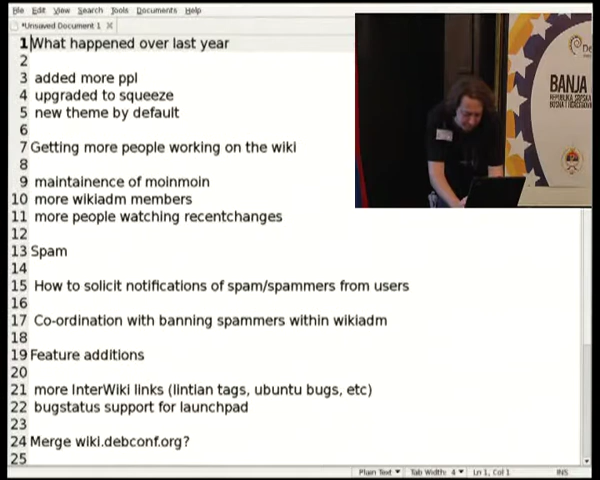 File Edit View Search Tools Documents Help
*Unsaved Document 1
1 What happened over last year
2
3 added more ppl
4 upgraded to squeeze
5 new theme by default
6
7 Getting more people working on the wiki
8
9 maintainence of moinmoin
10 more wikiadm members
11 more people watching recentchanges
12
13 Spam
14
15 How to solicit notifications of spam/spammers from users
16
17 Co-ordination with banning spammers within wikiadm
18
19 Feature additions
20
21 more InterWiki links (lintian tags, ubuntu bugs, etc)
22 bugstatus support for launchpad
23
24 Merge wiki.debconf.org?
25
Plain Text Tab Width: 4 Ln 1, Col 1 INS
De
BANJA
REPUBLIKA SRPSKA